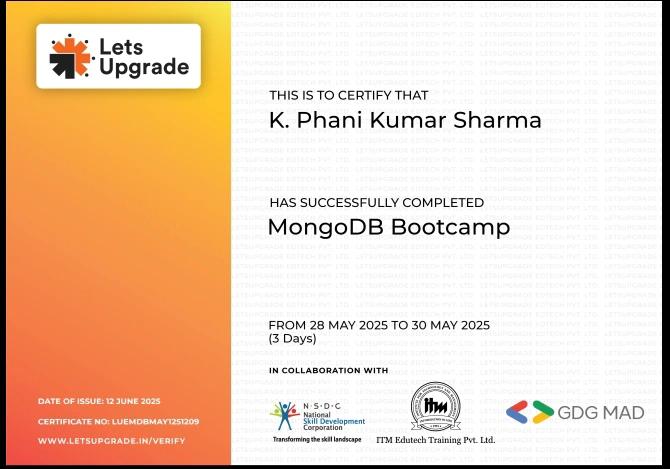 Lets
Upgrade
THIS IS TO CERTIFY THAT
K. Phani Kumar Sharma
HAS SUCCESSFULLY COMPLETED
MongoDB Bootcamp
FROM 28 MAY 2025 TO 30 MAY 2025
(3 Days)
IN COLLABORATION WITH
N·S·D·C
National
Skill Development
Corporation
Transforming the skill landscape
itm
ITM Edutech Training Pvt. Ltd.
GDG MAD
DATE OF ISSUE: 12 JUNE 2025
CERTIFICATE NO: LUEMDBMAY1251209
WWW.LETSUPGRADE.IN/VERIFY